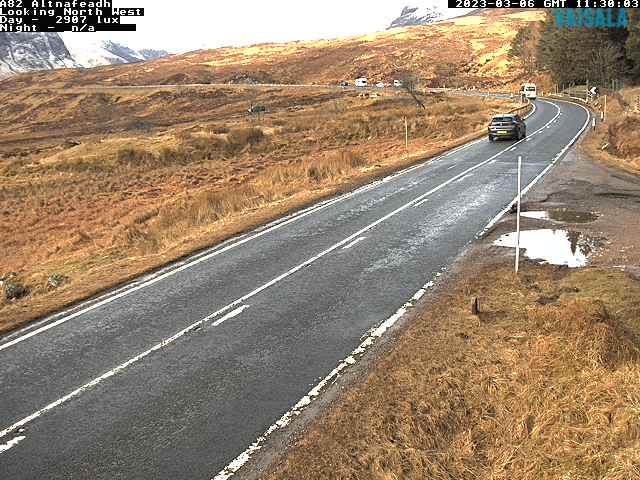 A82 Altnafeadh
Looking North West
Day - 2907 lux
Night - n/a
2023-03-06 GMT 11:30:03
VAISALA